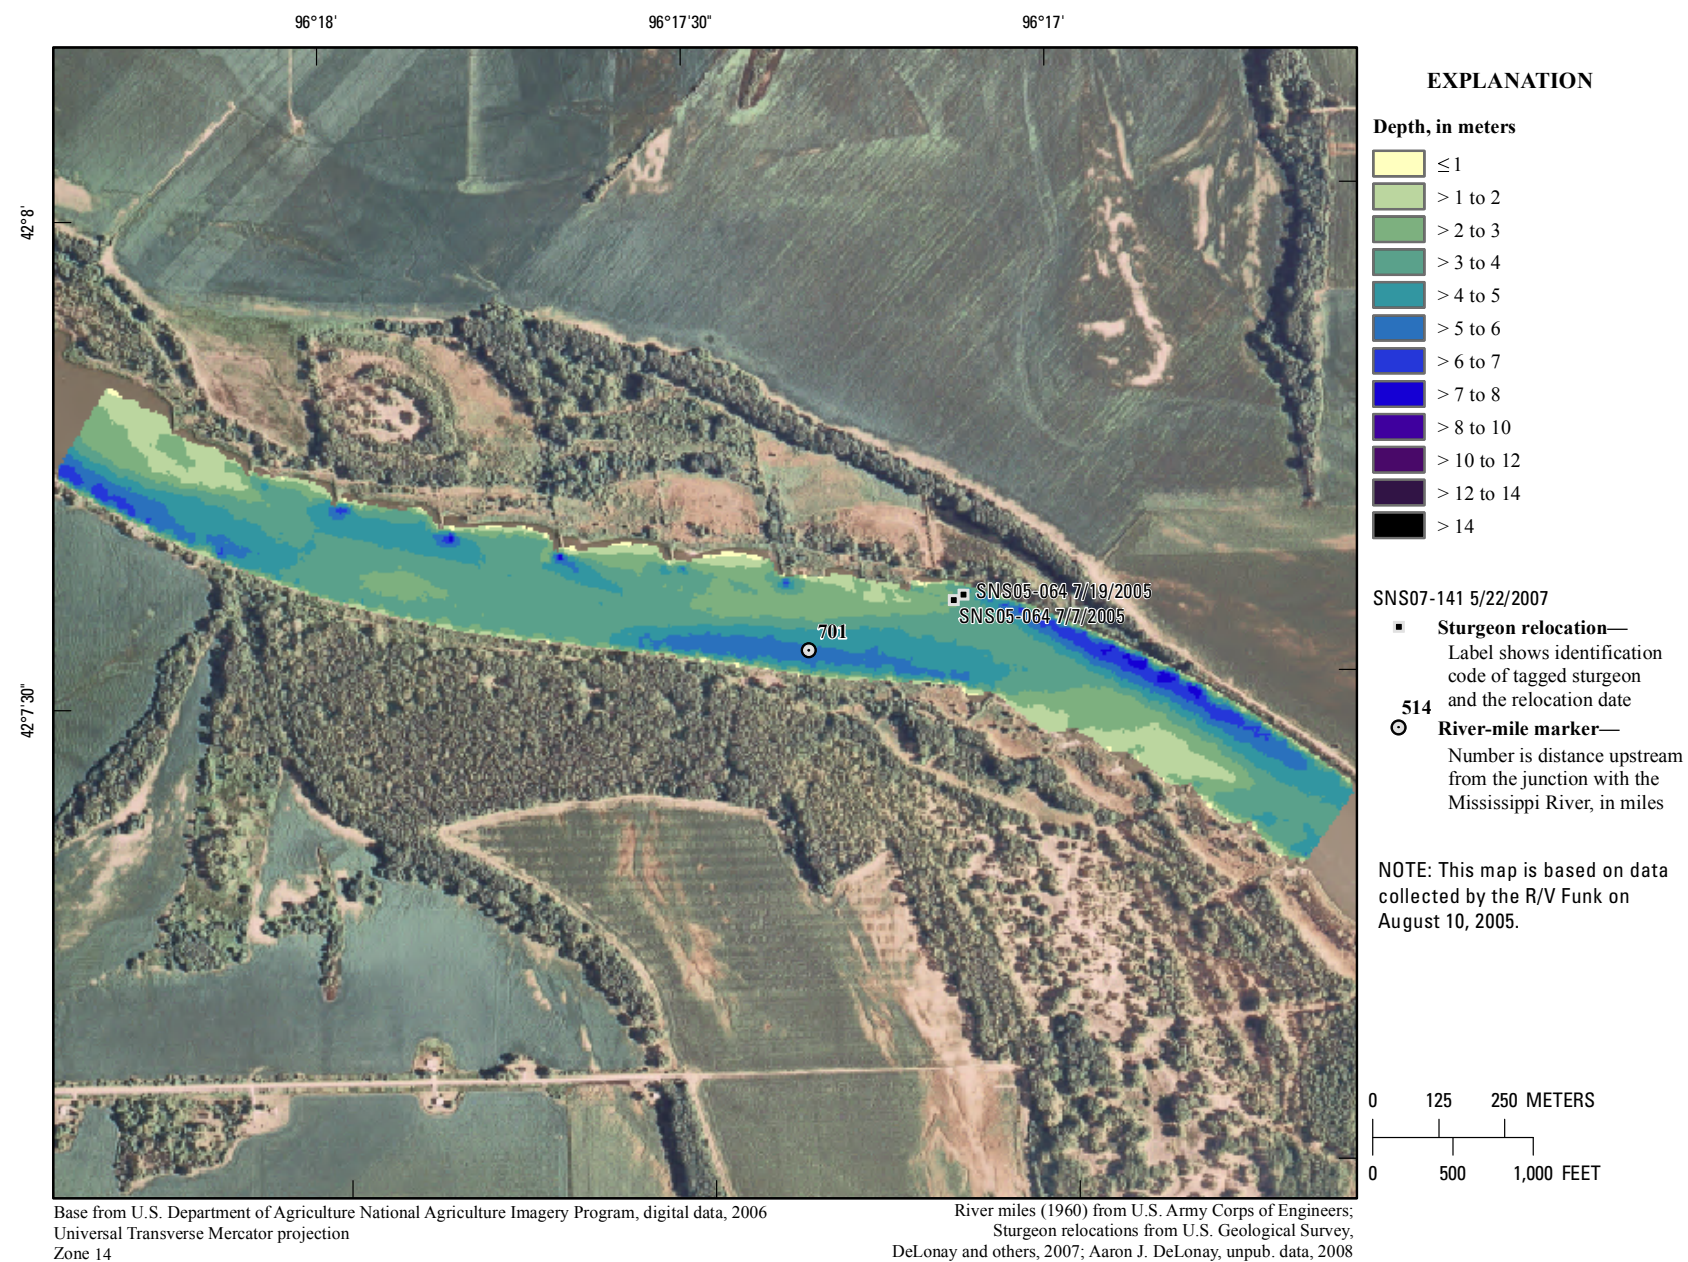 96°18'
96°17'30"
96°17'
42°8'
42°7'30"
SNS05-064 7/19/2005
SNS05-064 7/7/2005
701
EXPLANATION
Depth, in meters
≤ 1
> 1 to 2
> 2 to 3
> 3 to 4
> 4 to 5
> 5 to 6
> 6 to 7
> 7 to 8
> 8 to 10
> 10 to 12
> 12 to 14
> 14
SNS07-141 5/22/2007
Sturgeon relocation—
Label shows identification
code of tagged sturgeon
and the relocation date
514
River-mile marker—
Number is distance upstream
from the junction with the
Mississippi River, in miles
NOTE: This map is based on data
collected by the R/V Funk on
August 10, 2005.
0 125 250 METERS
0 500 1,000 FEET
Base from U.S. Department of Agriculture National Agriculture Imagery Program, digital data, 2006
Universal Transverse Mercator projection
Zone 14
River miles (1960) from U.S. Army Corps of Engineers;
Sturgeon relocations from U.S. Geological Survey,
DeLonay and others, 2007; Aaron J. DeLonay, unpub. data, 2008